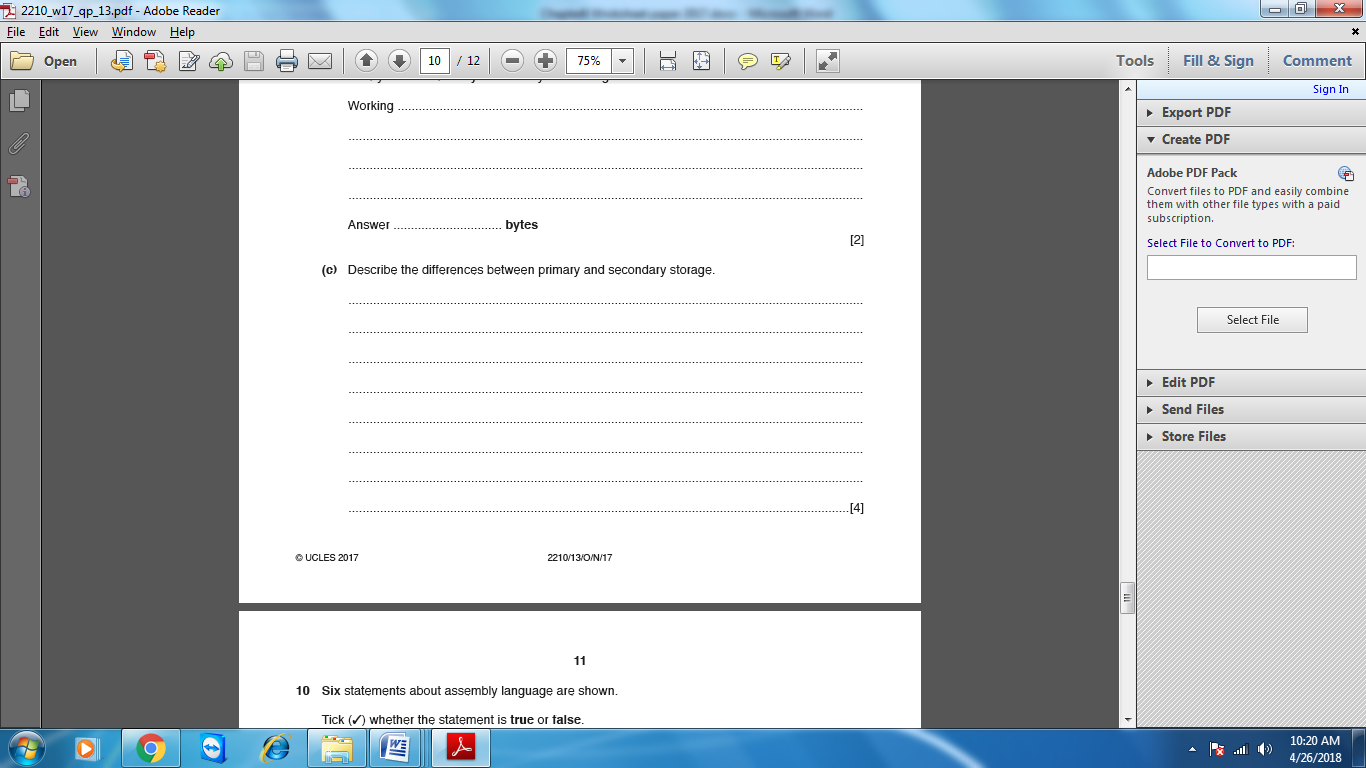 2210_w17_qp_13.pdf - Adobe Reader
File Edit View Window Help
Open 10 / 12 75% Tools Fill & Sign Comment
Sign In
Export PDF
Create PDF
Adobe PDF Pack
Convert files to PDF and easily combine
them with other file types with a paid
subscription.
Select File to Convert to PDF:
Select File
Edit PDF
Send Files
Store Files
Working
Answer .............................. bytes
[2]
(c) Describe the differences between primary and secondary storage.
[4]
© UCLES 2017 2210/13/O/N/17
11
10 Six statements about assembly language are shown.
Tick (✓) whether the statement is true or false.
10:20 AM
4/26/2018